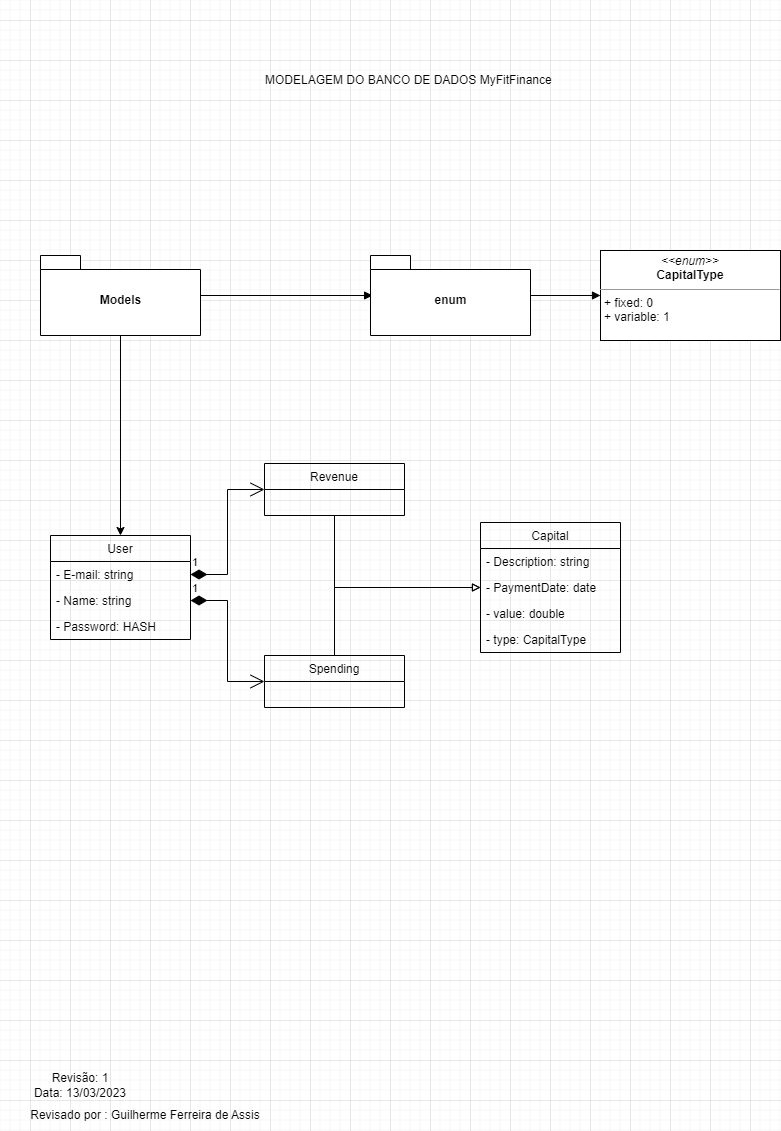 MODELAGEM DO BANCO DE DADOS MyFitFinance
Models
enum
<<enum>>
CapitalType
+ fixed: 0
+ variable: 1
Revenue
User
- E-mail: string
- Name: string
- Password: HASH
1
1
Capital
- Description: string
- PaymentDate: date
- value: double
- type: CapitalType
Spending
Revisão: 1
Data: 13/03/2023
Revisado por : Guilherme Ferreira de Assis